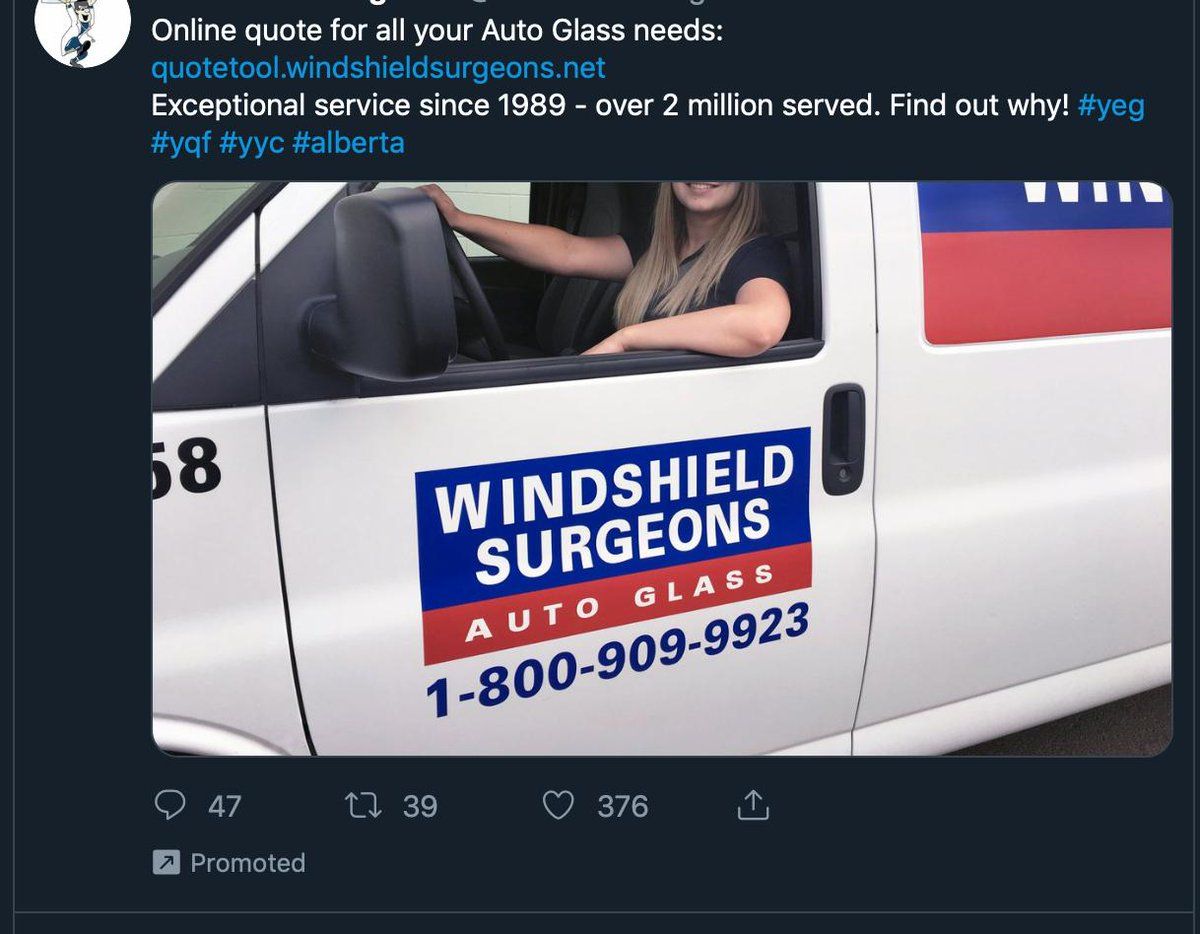 Online quote for all your Auto Glass needs:
quotetool.windshieldsurgeons.net
Exceptional service since 1989 - over 2 million served. Find out why! #yeg
#yqf #yyc #alberta
WIN
58
WINDSHIELD
SURGEONS
AUTO GLASS
1-800-909-9923
47 39 376
Promoted